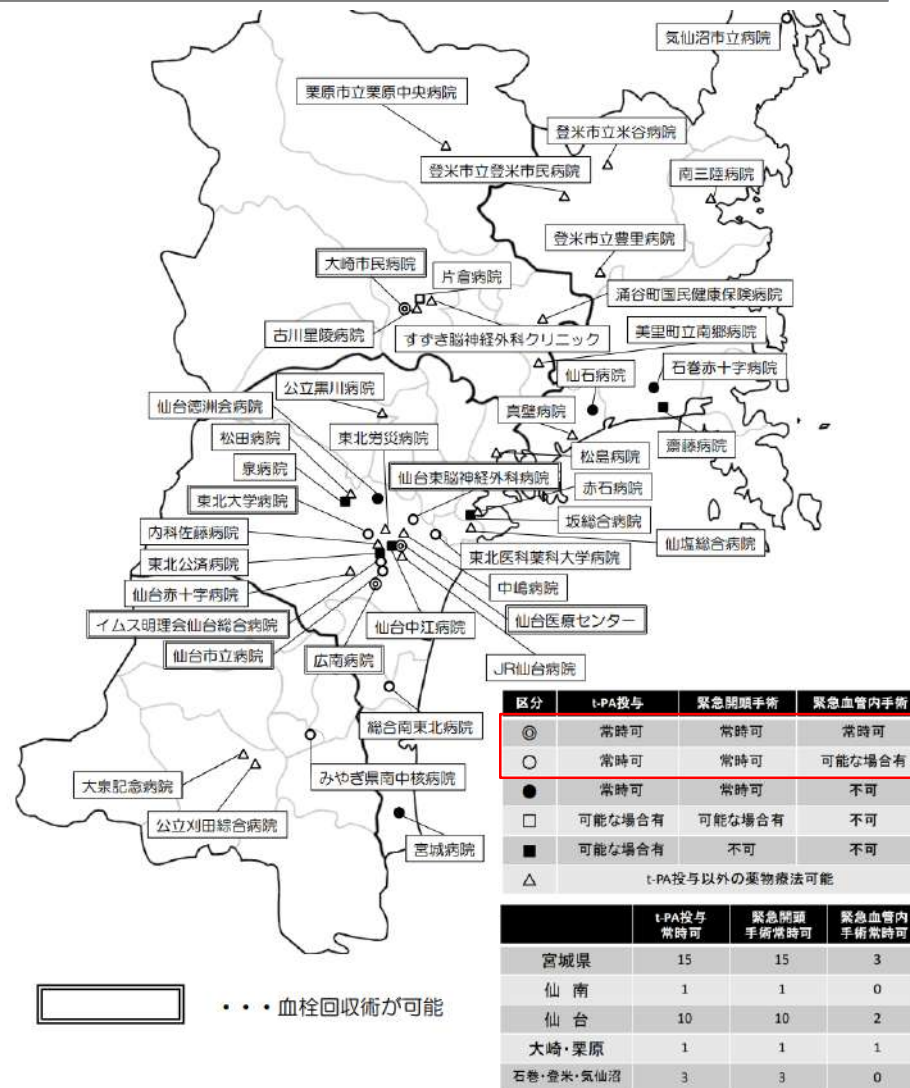 気仙沼市立病院
栗原市立栗原中央病院
登米市立米谷病院
登米市立登米市民病院
南三陸病院
登米市立豊里病院
大崎市民病院
片倉病院
涌谷町国民健康保険病院
古川星陵病院
すずき脳神経外科クリニック
美里町立南郷病院
仙石病院
石巻赤十字病院
公立黒川病院
仙台徳洲会病院
真壁病院
松田病院
東北労災病院
松島病院
齋藤病院
泉病院
仙台東脳神経外科病院
東北大学病院
赤石病院
内科佐藤病院
坂総合病院
仙塩総合病院
東北公済病院
東北医科薬科大学病院
仙台赤十字病院
中嶋病院
イムス明理会仙台総合病院
仙台中江病院
仙台医療センター
仙台市立病院
広南病院
JR仙台病院
総合南東北病院
大泉記念病院
みやぎ県南中核病院
公立刈田綜合病院
宮城病院
区分 t-PA投与 緊急開頭手術 緊急血管内手術
◎ 常時可 常時可 常時可
○ 常時可 常時可 可能な場合有
● 常時可 常時可 不可
□ 可能な場合有 可能な場合有 不可
■ 可能な場合有 不可 不可
△ t-PA投与以外の薬物療法可能
t-PA投与常時可 緊急開頭手術常時可 緊急血管内手術常時可
宮城県 15 15 3
仙南 1 1 0
仙台 10 10 2
大崎・栗原 1 1 1
石巻・登米・気仙沼 3 3 0
・・・血栓回収術が可能